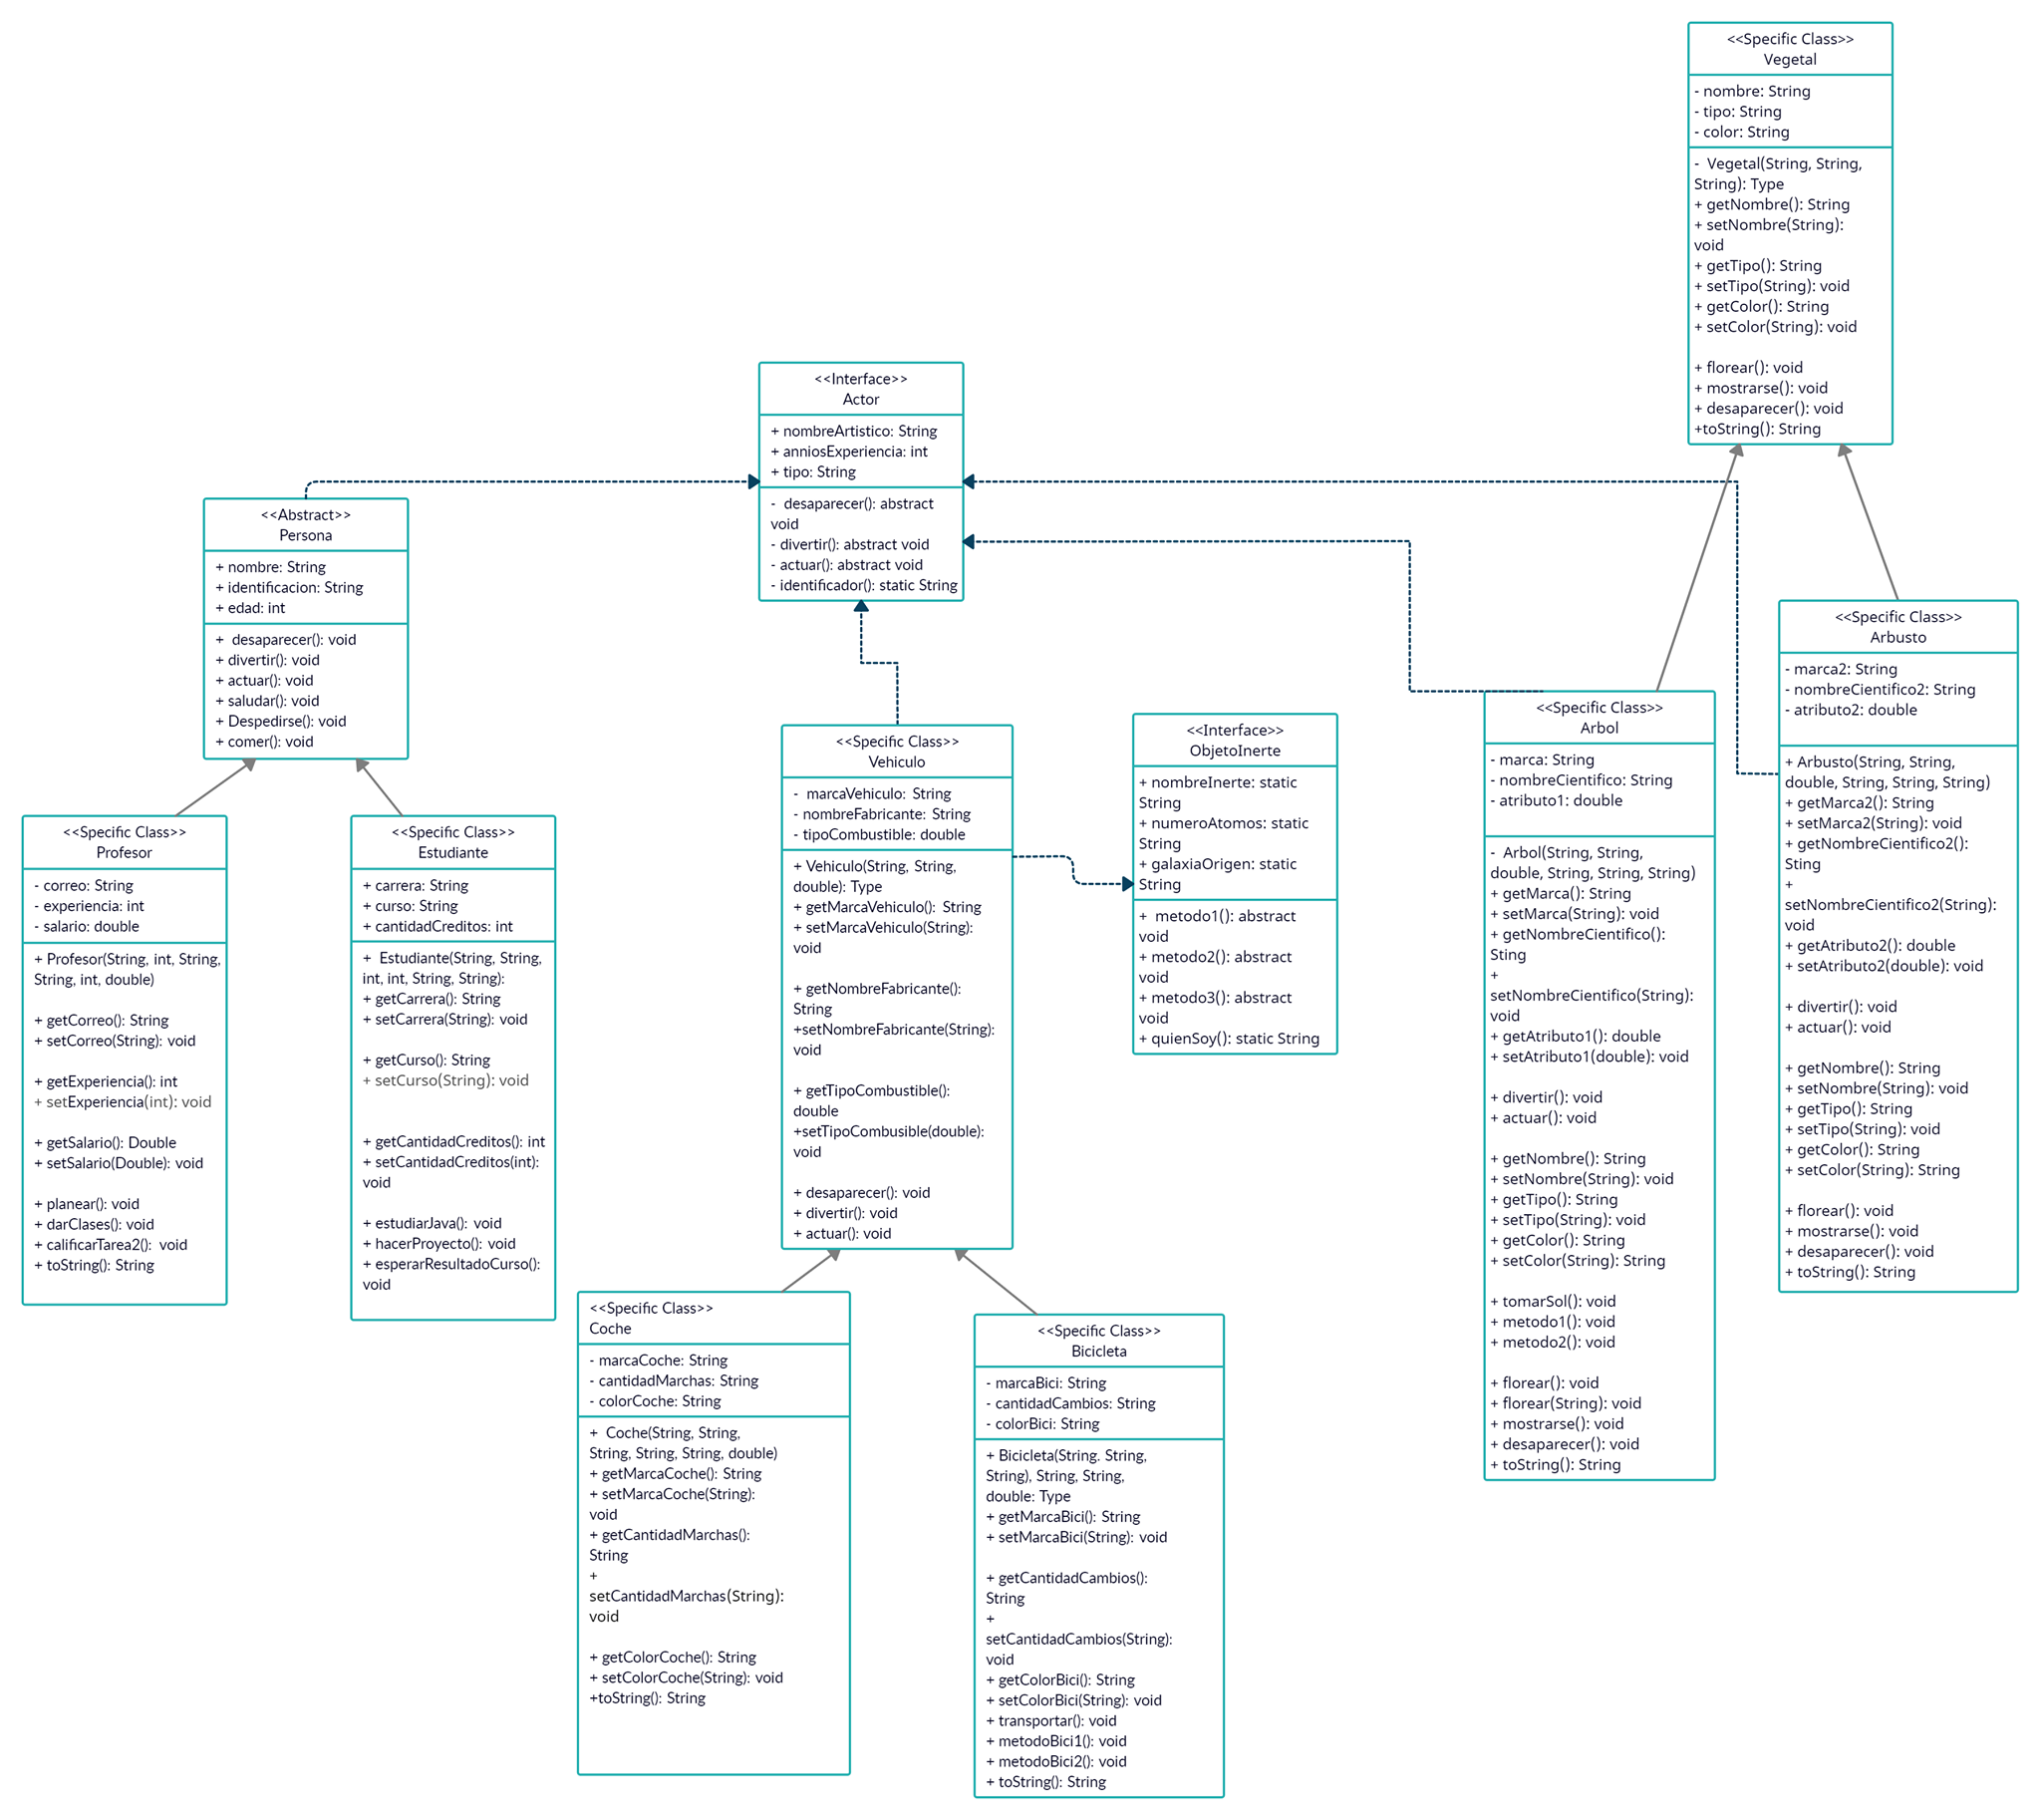 <<Specific Class>>
Vegetal
- nombre: String
- tipo: String
- color: String
-  Vegetal(String, String,
String): Type
+ getNombre(): String
+ setNombre(String):
void
+ getTipo(): String
+ setTipo(String): void
+ getColor(): String
+ setColor(String): void
+ florear(): void
+ mostrarse(): void
+ desaparecer(): void
+toString(): String
<<Interface>>
Actor
+ nombreArtistico: String
+ anniosExperiencia: int
+ tipo: String
-  desaparecer(): abstract
void
- divertir(): abstract void
- actuar(): abstract void
- identificador(): static String
<<Abstract>>
Persona
+ nombre: String
+ identificacion: String
+ edad: int
+  desaparecer(): void
+ divertir(): void
+ actuar(): void
+ saludar(): void
+ Despedirse(): void
+ comer(): void
<<Specific Class>>
Profesor
- correo: String
- experiencia: int
- salario: double
+ Profesor(String, int, String,
String, int, double)
+ getCorreo(): String
+ setCorreo(String): void
+ getExperiencia(): int
+ setExperiencia(int): void
+ getSalario(): Double
+ setSalario(Double): void
+ planear(): void
+ darClases(): void
+ calificarTarea2():  void
+ toString(): String
<<Specific Class>>
Estudiante
+ carrera: String
+ curso: String
+ cantidadCreditos: int
+  Estudiante(String, String,
int, int, String, String):
+ getCarrera(): String
+ setCarrera(String): void
+ getCurso(): String
+ setCurso(String): void
+ getCantidadCreditos(): int
+ setCantidadCreditos(int):
void
+ estudiarJava(): void
+ hacerProyecto(): void
+ esperarResultadoCurso():
void
<<Specific Class>>
Vehiculo
-  marcaVehiculo:  String
- nombreFabricante:  String
- tipoCombustible: double
+ Vehiculo(String, String,
double): Type
+ getMarcaVehiculo():  String
+ setMarcaVehiculo(String):
void
+ getNombreFabricante():
String
+setNombreFabricante(String):
void
+ getTipoCombustible():
double
+setTipoCombusible(double):
void
+ desaparecer(): void
+ divertir(): void
+ actuar(): void
<<Interface>>
ObjetoInerte
+ nombreInerte: static
String
+ numeroAtomos: static
String
+ galaxiaOrigen: static
String
+  metodo1(): abstract
void
+ metodo2(): abstract
void
+ metodo3(): abstract
void
+ quienSoy(): static String
<<Specific Class>>
Arbol
- marca: String
- nombreCientifico: String
- atributo1: double
-  Arbol(String, String,
double, String, String, String)
+ getMarca(): String
+ setMarca(String): void
+ getNombreCientifico():
Sting
+
setNombreCientifico(String):
void
+ getAtributo1(): double
+ setAtributo1(double): void
+ divertir(): void
+ actuar(): void
+ getNombre(): String
+ setNombre(String): void
+ getTipo(): String
+ setTipo(String): void
+ getColor(): String
+ setColor(String): String
+ tomarSol(): void
+ metodo1(): void
+ metodo2(): void
+ florear(): void
+ florear(String): void
+ mostrarse(): void
+ desaparecer(): void
+ toString(): String
<<Specific Class>>
Arbusto
- marca2: String
- nombreCientifico2: String
- atributo2: double
+ Arbusto(String, String,
double, String, String, String)
+ getMarca2(): String
+ setMarca2(String): void
+ getNombreCientifico2():
Sting
+
setNombreCientifico2(String):
void
+ getAtributo2(): double
+ setAtributo2(double): void
+ divertir(): void
+ actuar(): void
+ getNombre(): String
+ setNombre(String): void
+ getTipo(): String
+ setTipo(String): void
+ getColor(): String
+ setColor(String): String
+ florear(): void
+ mostrarse(): void
+ desaparecer(): void
+ toString(): String
<<Specific Class>>
Coche
- marcaCoche: String
- cantidadMarchas: String
- colorCoche: String
+  Coche(String, String,
String, String, String, double)
+ getMarcaCoche(): String
+ setMarcaCoche(String):
void
+ getCantidadMarchas():
String
+
setCantidadMarchas(String):
void
+ getColorCoche(): String
+ setColorCoche(String): void
+toString(): String
<<Specific Class>>
Bicicleta
- marcaBici: String
- cantidadCambios: String
- colorBici: String
+ Bicicleta(String. String,
String), String, String,
double: Type
+ getMarcaBici(): String
+ setMarcaBici(String): void
+ getCantidadCambios():
String
+
setCantidadCambios(String):
void
+ getColorBici(): String
+ setColorBici(String): void
+ transportar(): void
+ metodoBici1(): void
+ metodoBici2(): void
+ toString(): String